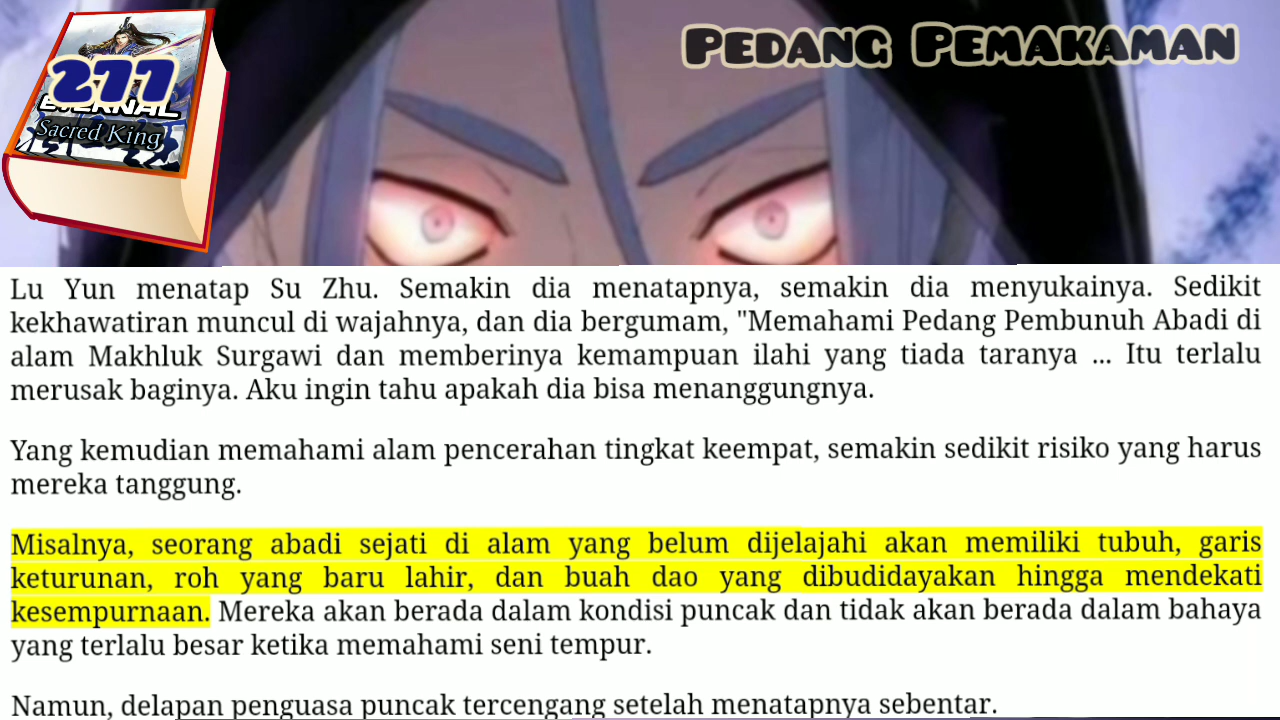 PEDANG PEMAKAMAN
277
ETERNAL
Sacred King
Lu Yun menatap Su Zhu. Semakin dia menatapnya, semakin dia menyukainya. Sedikit
kekhawatiran muncul di wajahnya, dan dia bergumam, "Memahami Pedang Pembunuh Abadi di
alam Makhluk Surgawi dan memberinya kemampuan ilahi yang tiada taranya ... Itu terlalu
merusak baginya. Aku ingin tahu apakah dia bisa menanggungnya.
Yang kemudian memahami alam pencerahan tingkat keempat, semakin sedikit risiko yang harus
mereka tanggung.
Misalnya, seorang abadi sejati di alam yang belum dijelajahi akan memiliki tubuh, garis
keturunan, roh yang baru lahir, dan buah dao yang dibudidayakan hingga mendekati
kesempurnaan. Mereka akan berada dalam kondisi puncak dan tidak akan berada dalam bahaya
yang terlalu besar ketika memahami seni tempur.
Namun, delapan penguasa puncak tercengang setelah menatapnya sebentar.